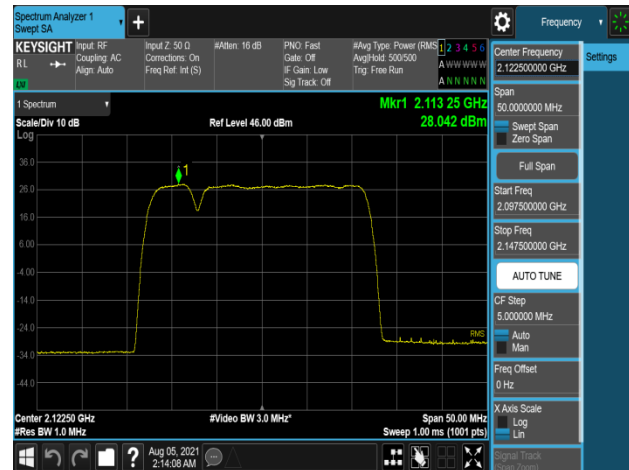 Spectrum Analyzer 1
Swept SA
+
Frequency
KEYSIGHT
RL
LM
Input: RF
Coupling: AC
Align: Auto
Input Z: 50 Ω
Corrections: On
Freq Ref: Int (S)
#Atten: 16 dB
PNO: Fast
Gate: Off
IF Gain: Low
Sig Track: Off
#Avg Type: Power (RMS
Avg|Hold: 500/500
Trig: Free Run
1 2 3 4 5 6
A W W W W W
A N N N N N
1 Spectrum
Scale/Div 10 dB
Log
Ref Level 46.00 dBm
Mkr1 2.113 25 GHz
28.042 dBm
1
36.0
26.0
16.0
6.00
-4.00
-14.0
-24.0
RMS
-34.0
-44.0
Center 2.12250 GHz
#Res BW 1.0 MHz
#Video BW 3.0 MHz*
Span 50.00 MHz
Sweep 1.00 ms (1001 pts)
?
Aug 05, 2021
2:14:08 AM
Center Frequency
2.122500000 GHz
Settings
Span
50.0000000 MHz
Swept Span
Zero Span
Full Span
Start Freq
2.097500000 GHz
Stop Freq
2.147500000 GHz
AUTO TUNE
CF Step
5.000000 MHz
Auto
Man
Freq Offset
0 Hz
X Axis Scale
Log
Lin
Signal Track
(Span Zoom)